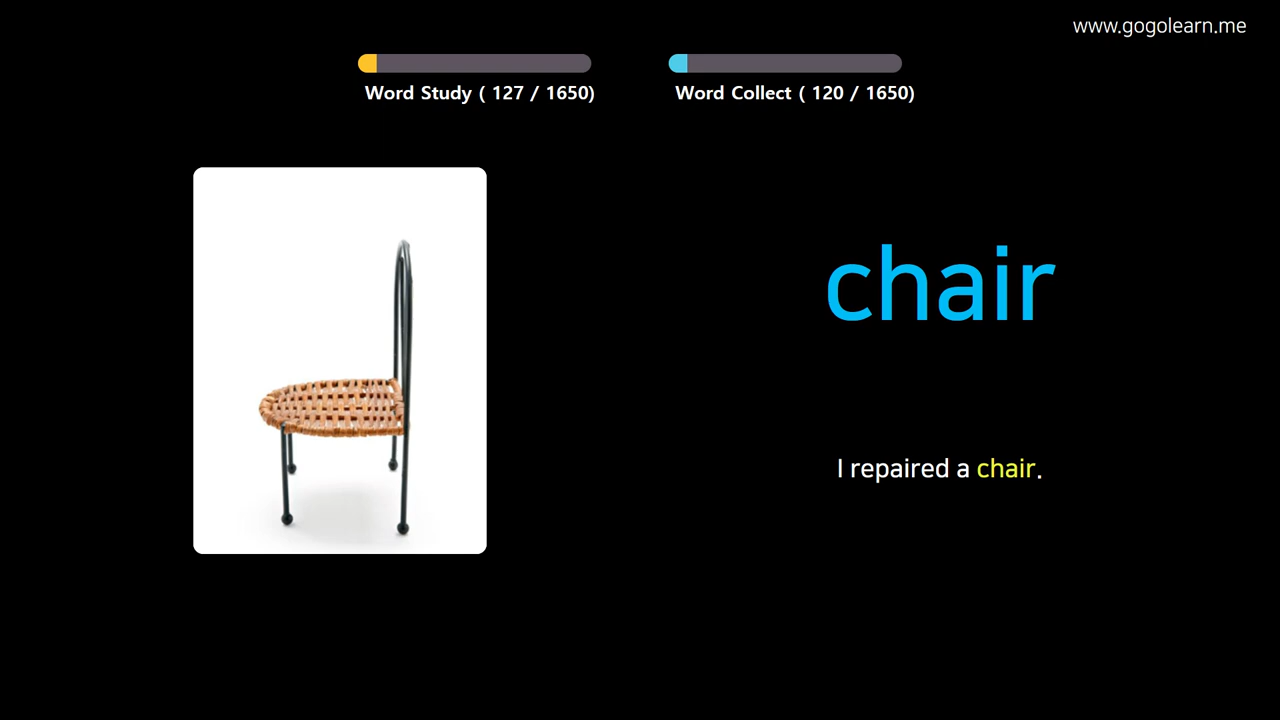 www.gogolearn.me
Word Study ( 127 / 1650)
Word Collect ( 120 / 1650)
chair
I repaired a chair.